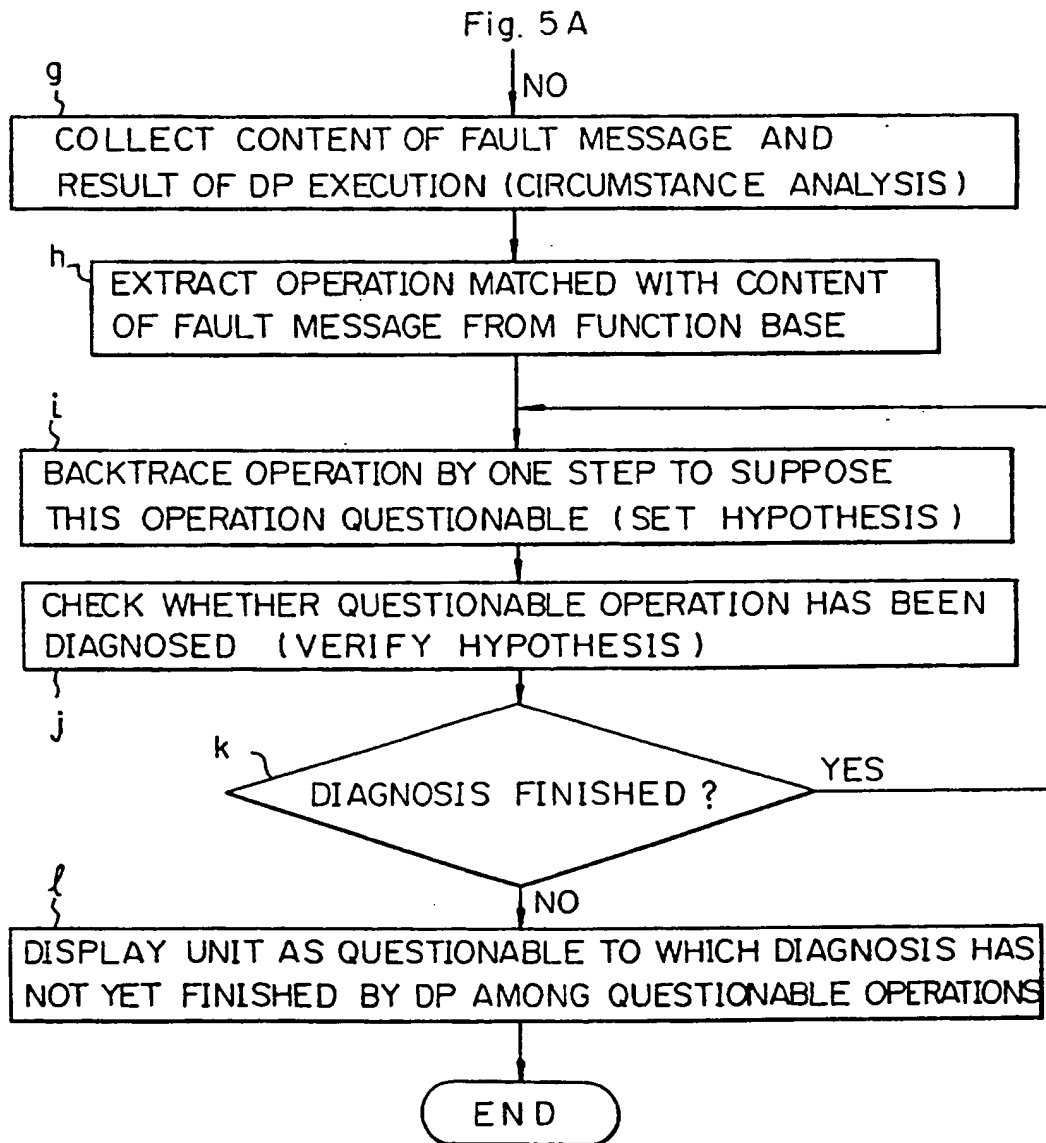 Fig. 5A
NO
g
COLLECT CONTENT OF FAULT MESSAGE AND
RESULT OF DP EXECUTION (CIRCUMSTANCE ANALYSIS)
h
EXTRACT OPERATION MATCHED WITH CONTENT
OF FAULT MESSAGE FROM FUNCTION BASE
i
BACKTRACE OPERATION BY ONE STEP TO SUPPOSE
THIS OPERATION QUESTIONABLE (SET HYPOTHESIS)
CHECK WHETHER QUESTIONABLE OPERATION HAS BEEN
DIAGNOSED (VERIFY HYPOTHESIS)
j
k
DIAGNOSIS FINISHED?
YES
NO
ℓ
DISPLAY UNIT AS QUESTIONABLE TO WHICH DIAGNOSIS HAS
NOT YET FINISHED BY DP AMONG QUESTIONABLE OPERATIONS
END